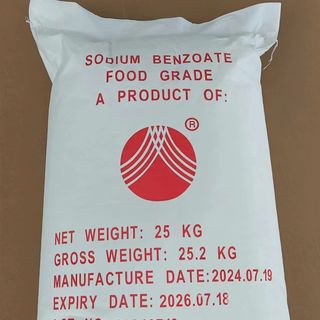 SODIUM BENZOATE
FOOD GRADE
A PRODUCT OF:
®
NET WEIGHT: 25 KG
GROSS WEIGHT: 25.2 KG
MANUFACTURE DATE:2024.07.19
EXPIRY DATE: 2026.07.18